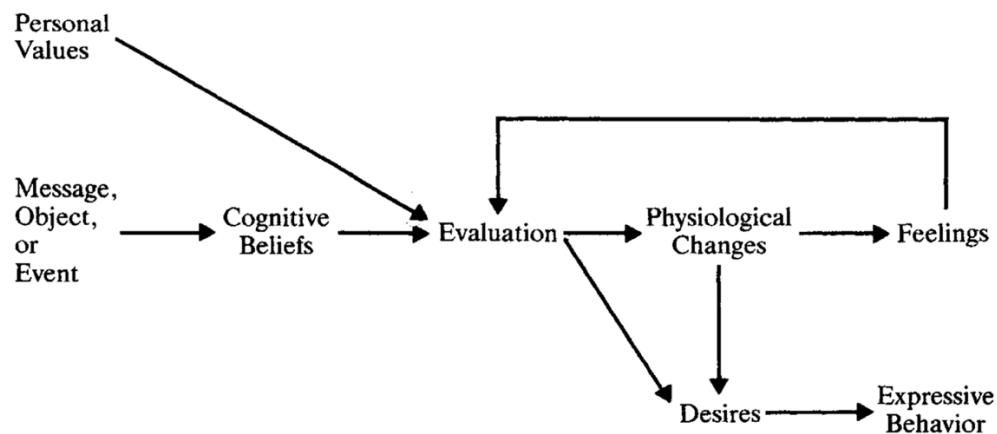 Personal
Values
Message,
Object,
or
Event
Cognitive
Beliefs
Evaluation
Physiological
Changes
Feelings
Desires
Expressive
Behavior